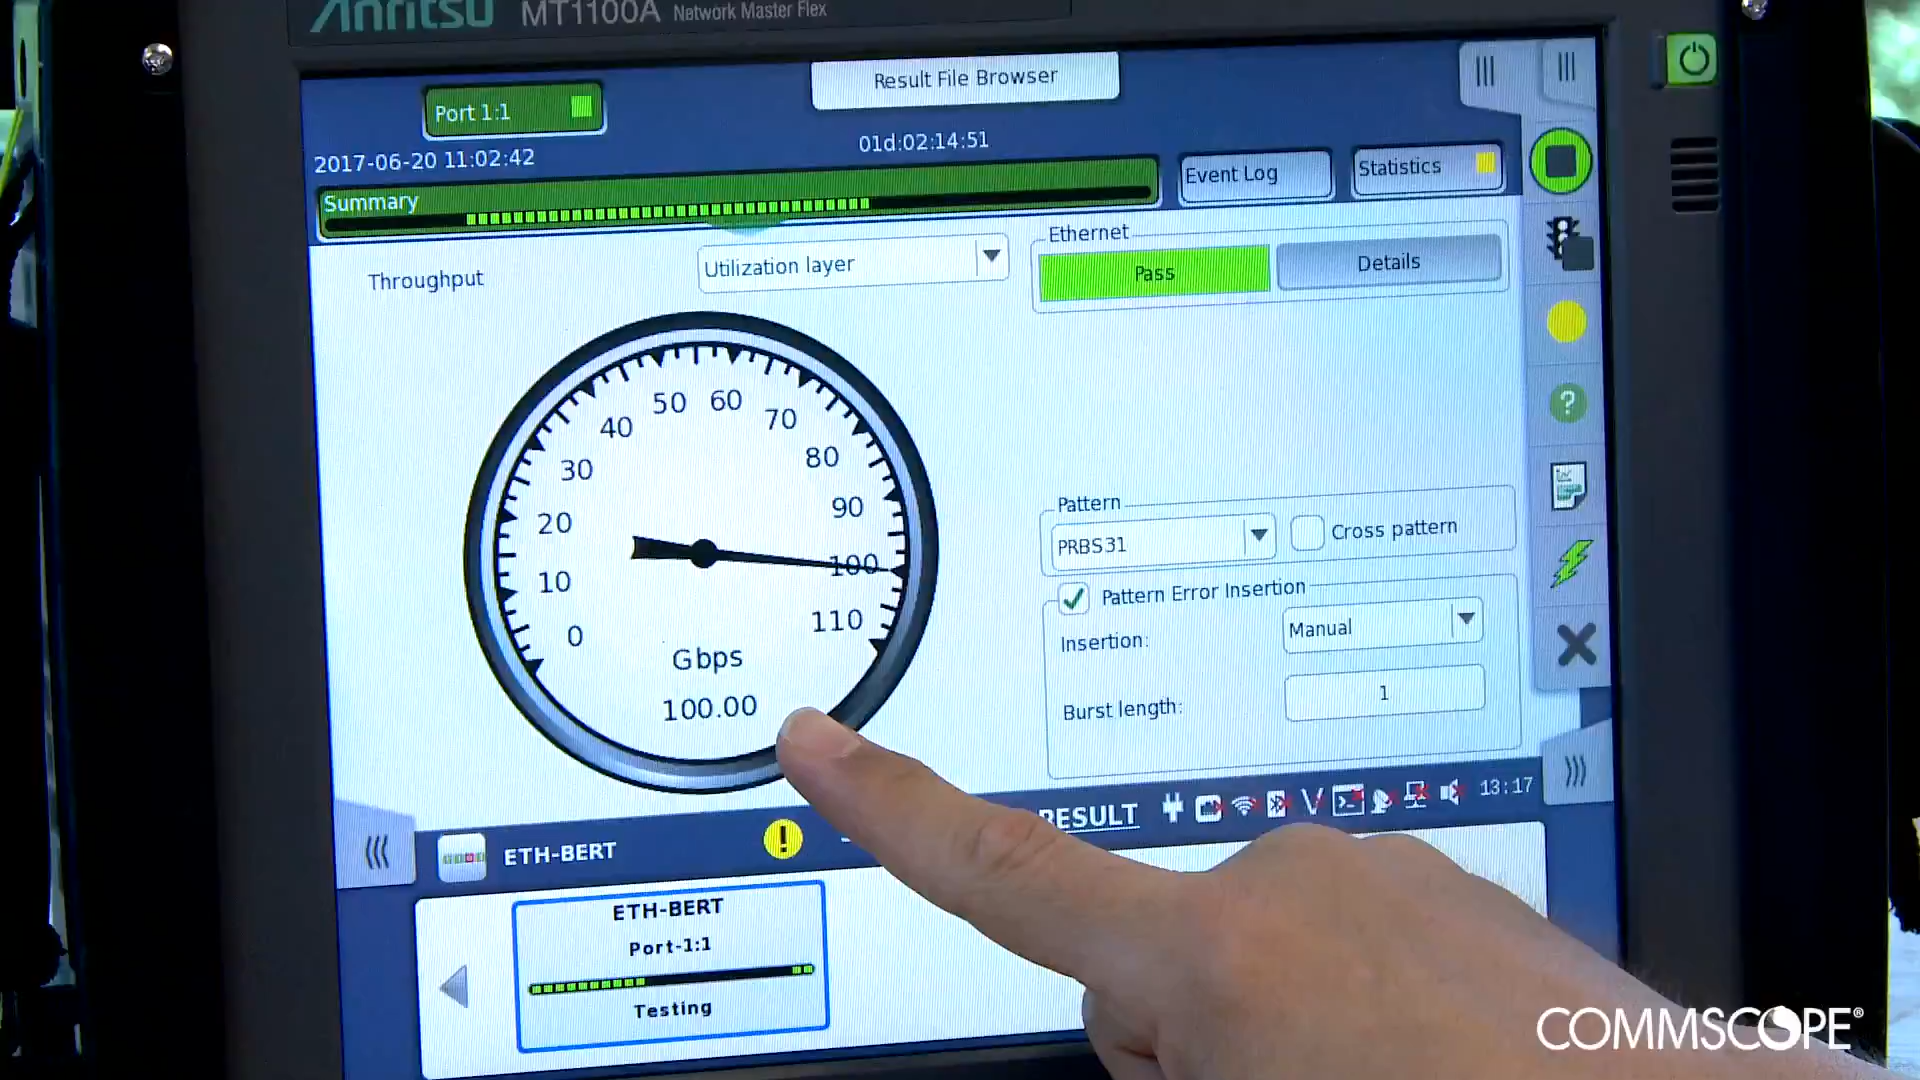 Anritsu MT1100A Network Master Flex
Result File Browser
Port 1:1
2017-06-20 11:02:42
01d:02:14:51
Summary
Event Log
Statistics
Throughput
Utilization layer
Ethernet
Pass
Details
0
10
20
30
40
50
60
70
80
90
100
110
Gbps
100.00
Pattern
PRBS31
Cross pattern
Pattern Error Insertion
Insertion:
Manual
Burst length:
1
?
ETH-BERT
!
RESULT
13:17
ETH-BERT
Port-1:1
Testing
COMMSCOPE®